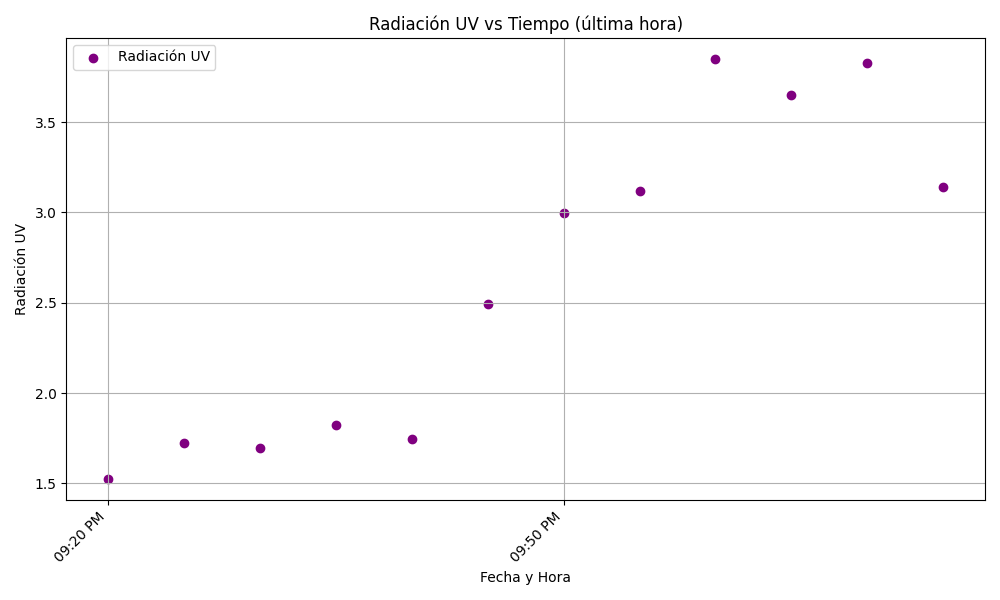 Radiación UV vs Tiempo (última hora)
Radiación UV
3.5
3.0
2.5
2.0
1.5
Radiación UV
09:20 PM
09:50 PM
Fecha y Hora